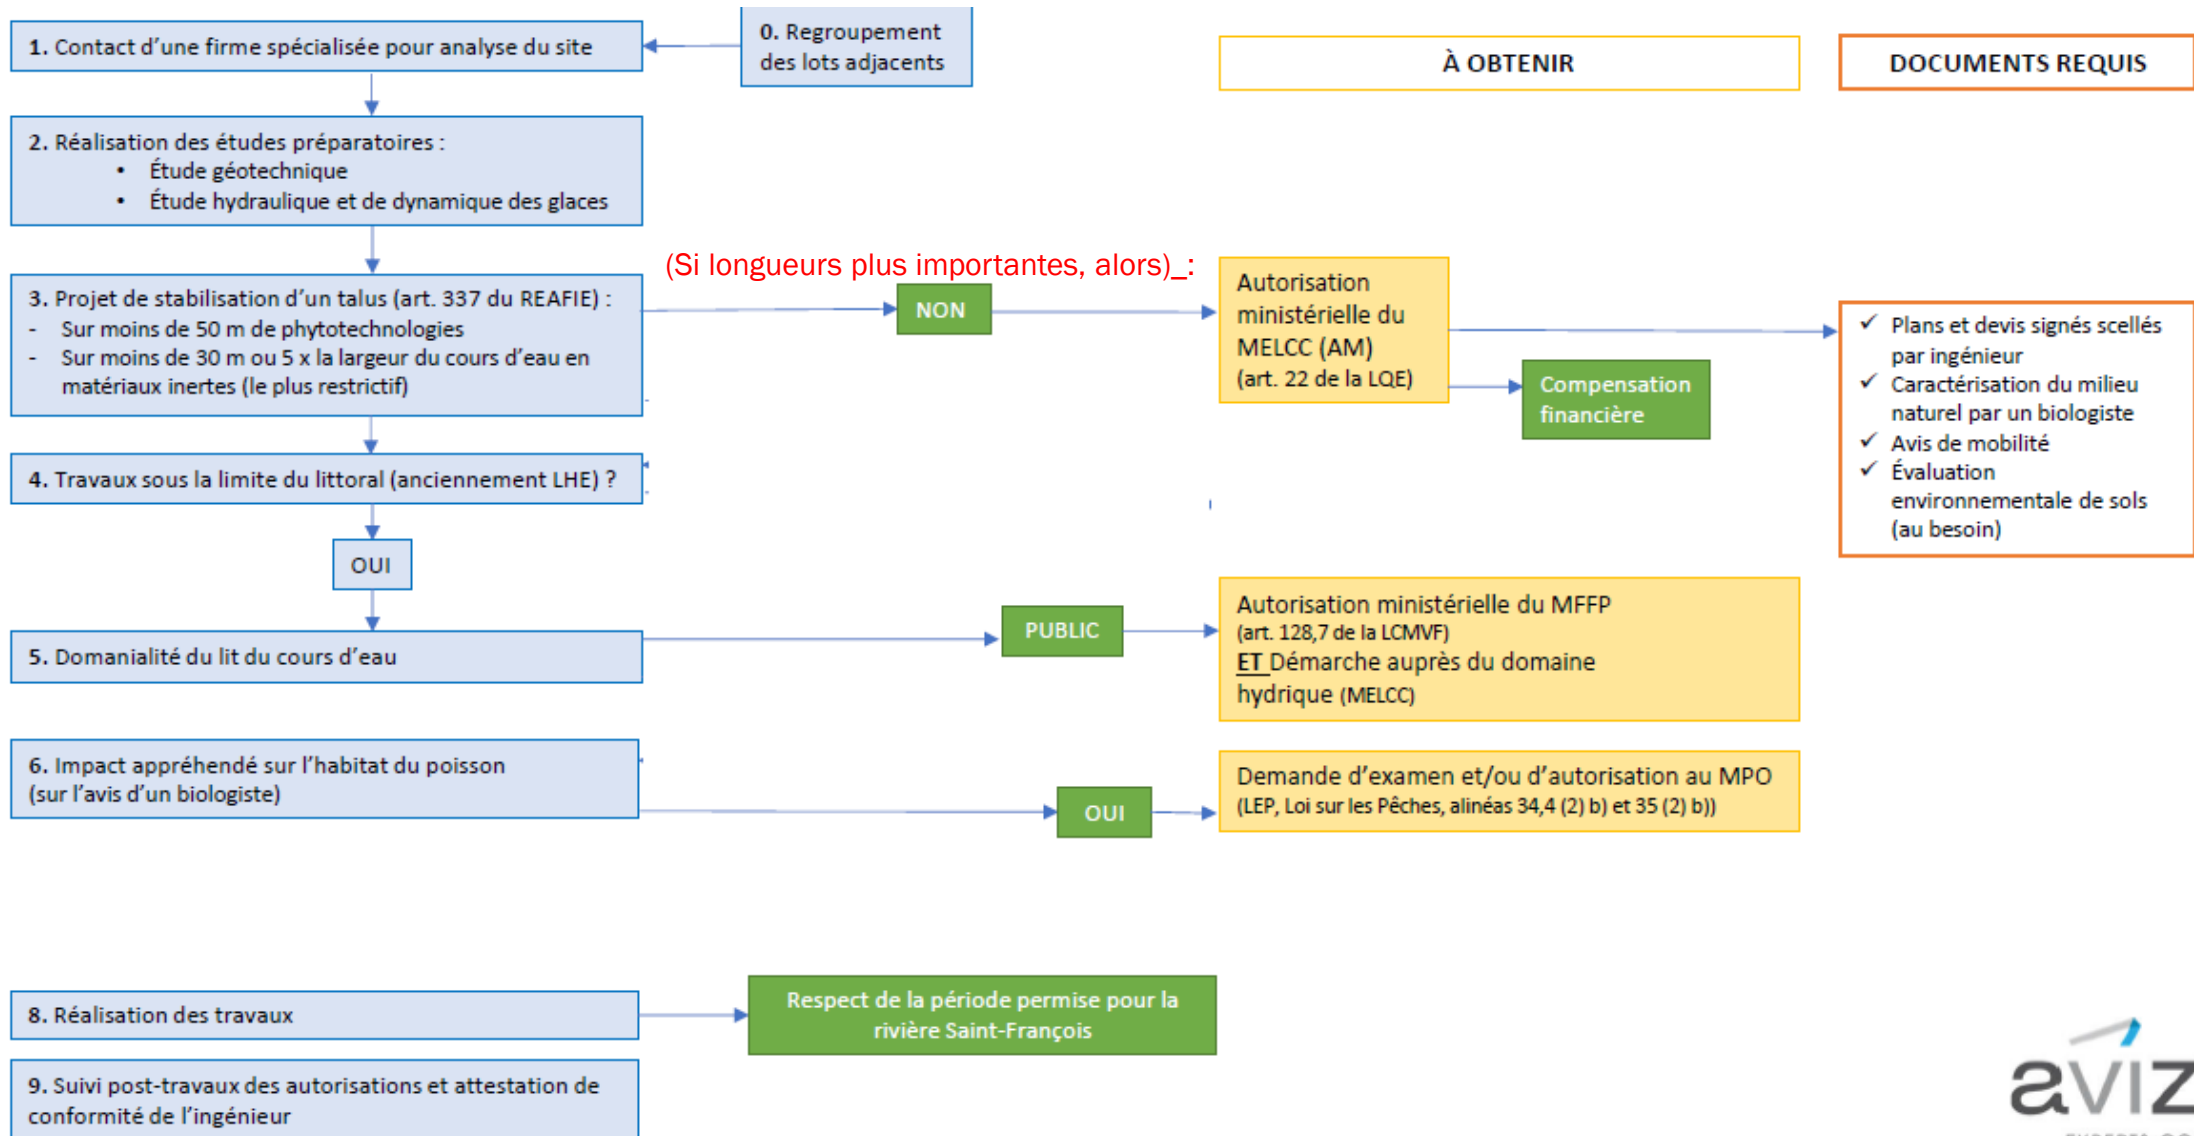 0. Regroupement
des lots adjacents
1. Contact d'une firme spécialisée pour analyse du site
À OBTENIR
DOCUMENTS REQUIS
2. Réalisation des études préparatoires :
• Étude géotechnique
• Étude hydraulique et de dynamique des glaces
(Si longueurs plus importantes, alors)_:
3. Projet de stabilisation d'un talus (art. 337 du REAFIE) :
- Sur moins de 50 m de phytotechnologies
- Sur moins de 30 m ou 5 x la largeur du cours d'eau en
matériaux inertes (le plus restrictif)
NON
Autorisation
ministérielle du
MELCC (AM)
(art. 22 de la LQE)
Compensation
financière
✓ Plans et devis signés scellés
par ingénieur
✓ Caractérisation du milieu
naturel par un biologiste
✓ Avis de mobilité
✓ Évaluation
environnementale de sols
(au besoin)
4. Travaux sous la limite du littoral (anciennement LHE) ?
OUI
5. Domanialité du lit du cours d'eau
PUBLIC
Autorisation ministérielle du MFFP
(art. 128,7 de la LCMVF)
ET Démarche auprès du domaine
hydrique (MELCC)
6. Impact appréhendé sur l'habitat du poisson
(sur l'avis d'un biologiste)
OUI
Demande d'examen et/ou d'autorisation au MPO
(LEP, Loi sur les Pêches, alinéas 34,4 (2) b) et 35 (2) b))
8. Réalisation des travaux
Respect de la période permise pour la
rivière Saint-François
9. Suivi post-travaux des autorisations et attestation de
conformité de l'ingénieur
aviz